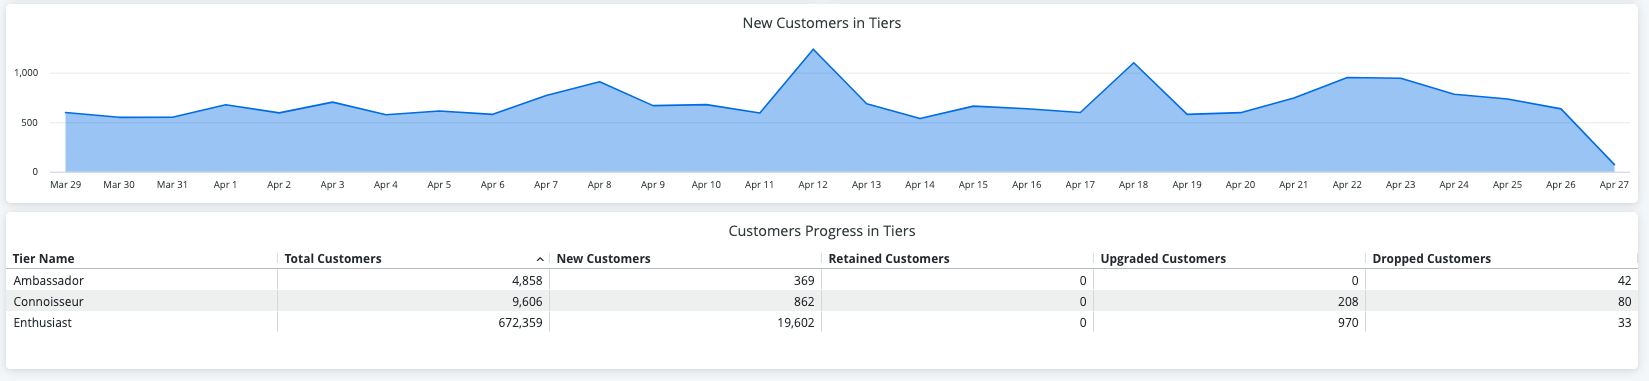 New Customers in Tiers
1,000
500
0
Mar 29 Mar 30 Mar 31 Apr 1 Apr 2 Apr 3 Apr 4 Apr 5 Apr 6 Apr 7 Apr 8 Apr 9 Apr 10 Apr 11 Apr 12 Apr 13 Apr 14 Apr 15 Apr 16 Apr 17 Apr 18 Apr 19 Apr 20 Apr 21 Apr 22 Apr 23 Apr 24 Apr 25 Apr 26 Apr 27
Customers Progress in Tiers
Tier Name Total Customers New Customers Retained Customers Upgraded Customers Dropped Customers
Ambassador 4,858 369 0 0 42
Connoisseur 9,606 862 0 208 80
Enthusiast 672,359 19,602 0 970 33